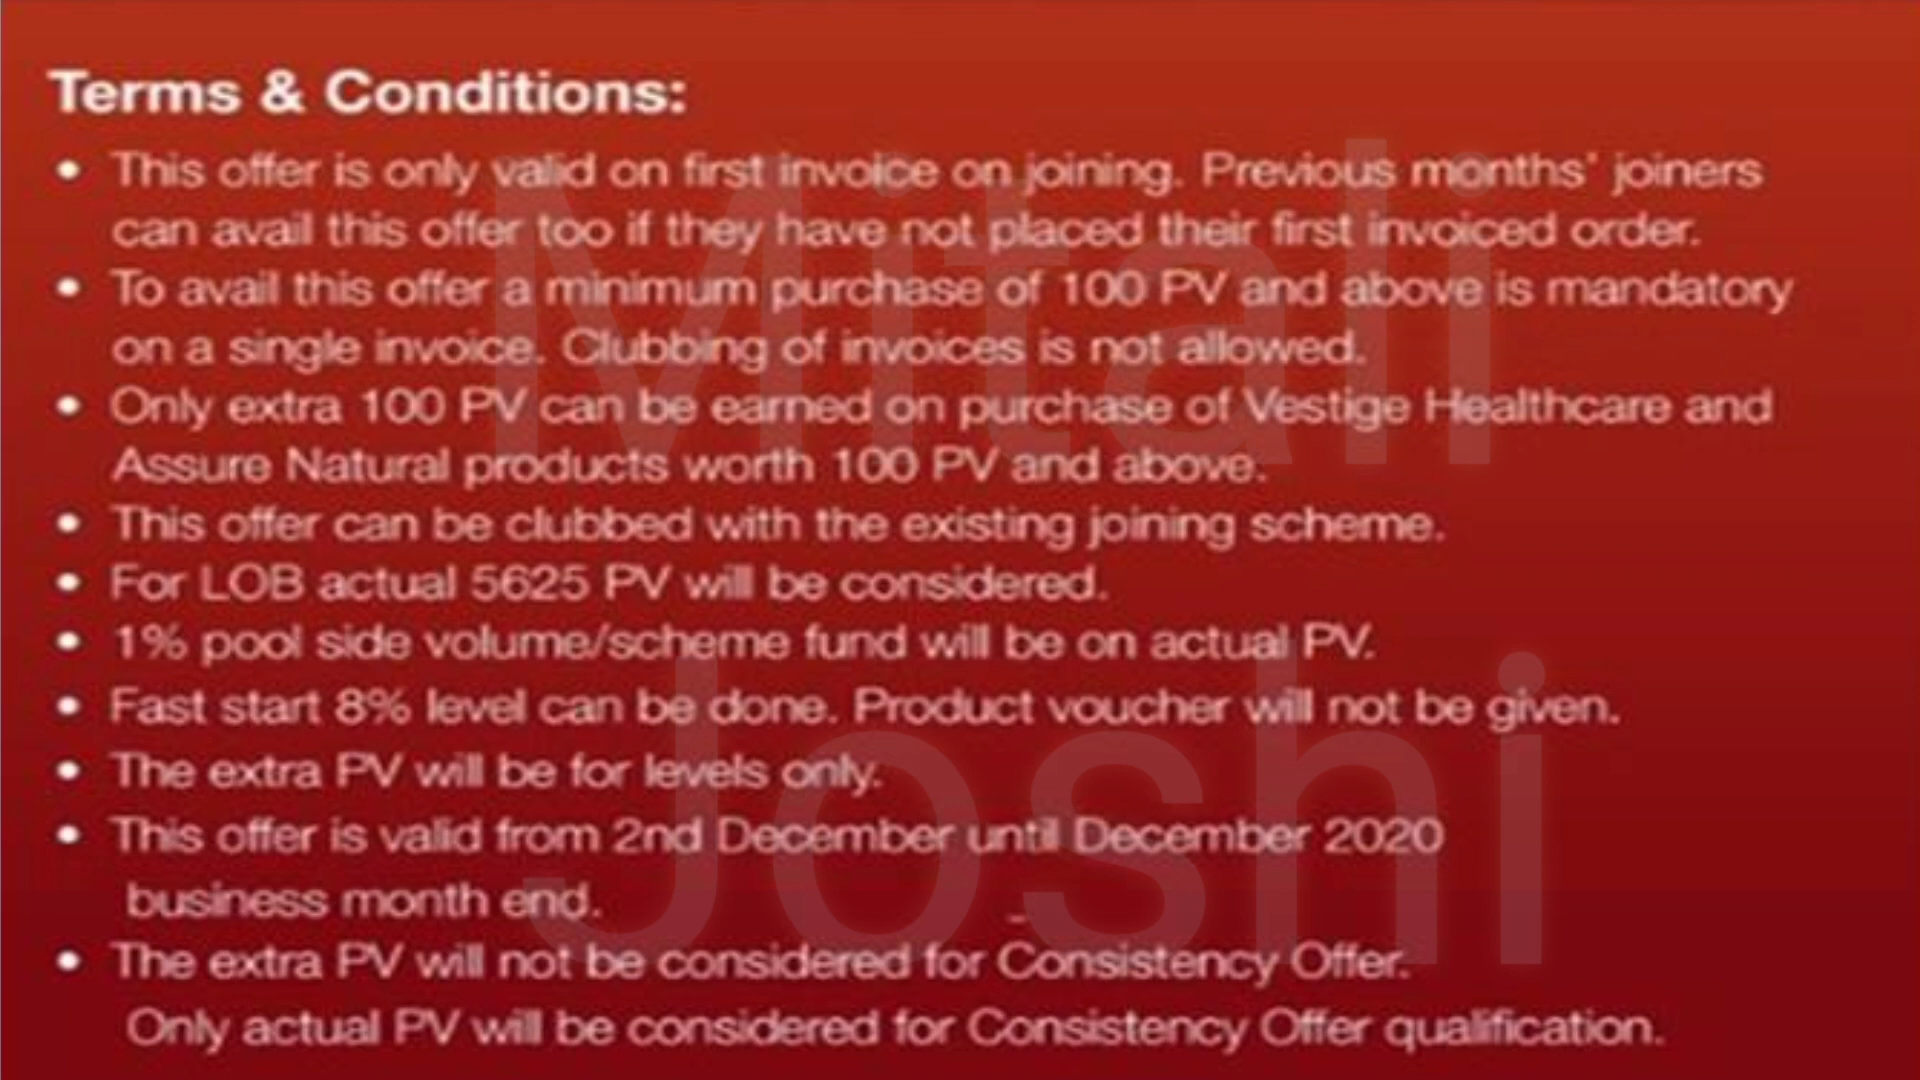 Terms & Conditions:
• This offer is only valid on first invoice on joining. Previous months' joiners
can avail this offer too if they have not placed their first invoiced order.
• To avail this offer a minimum purchase of 100 PV and above is mandatory
on a single invoice. Clubbing of invoices is not allowed.
• Only extra 100 PV can be earned on purchase of Vestige Healthcare and
Assure Natural products worth 100 PV and above.
• This offer can be clubbed with the existing joining scheme.
• For LOB actual 5625 PV will be considered.
• 1% pool side volume/scheme fund will be on actual PV.
• Fast start 8% level can be done. Product voucher will not be given.
• The extra PV will be for levels only.
• This offer is valid from 2nd December until December 2020
business month end.
• The extra PV will not be considered for Consistency Offer.
Only actual PV will be considered for Consistency Offer qualification.
Mitali
Joshi